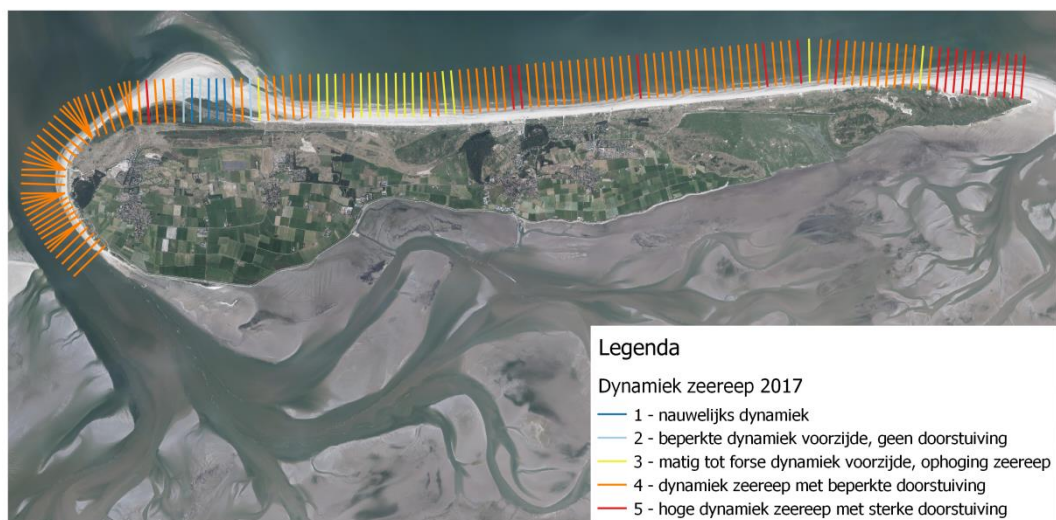 Legenda
Dynamiek zeereep 2017
1 - nauwelijks dynamiek
2 - beperkte dynamiek voorzijde, geen doorstuiving
3 - matig tot forse dynamiek voorzijde, ophoging zeereep
4 - dynamiek zeereep met beperkte doorstuiving
5 - hoge dynamiek zeereep met sterke doorstuiving